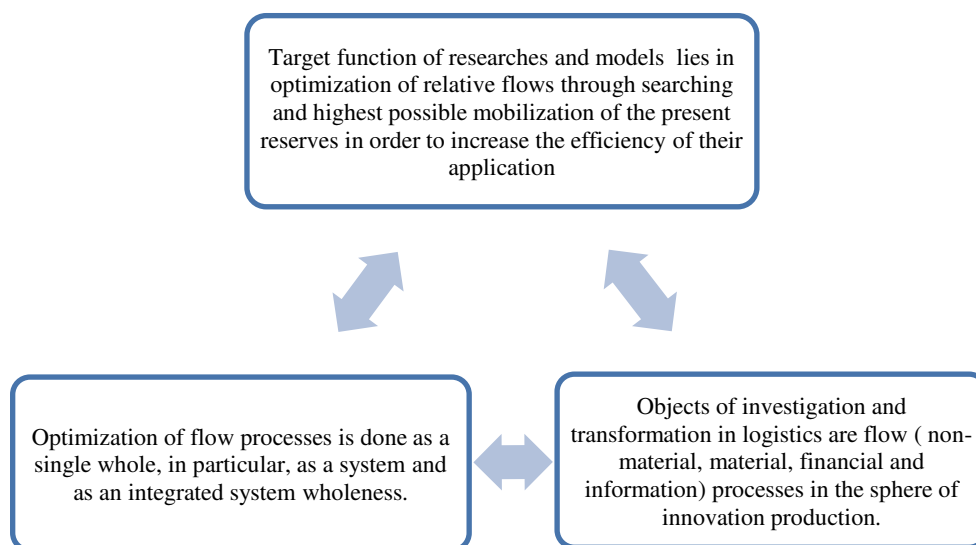 Target function of researches and models lies in
optimization of relative flows through searching
and highest possible mobilization of the present
reserves in order to increase the efficiency of their
application
Optimization of flow processes is done as a
single whole, in particular, as a system and
as an integrated system wholeness.
Objects of investigation and
transformation in logistics are flow ( non-
material, material, financial and
information) processes in the sphere of
innovation production.